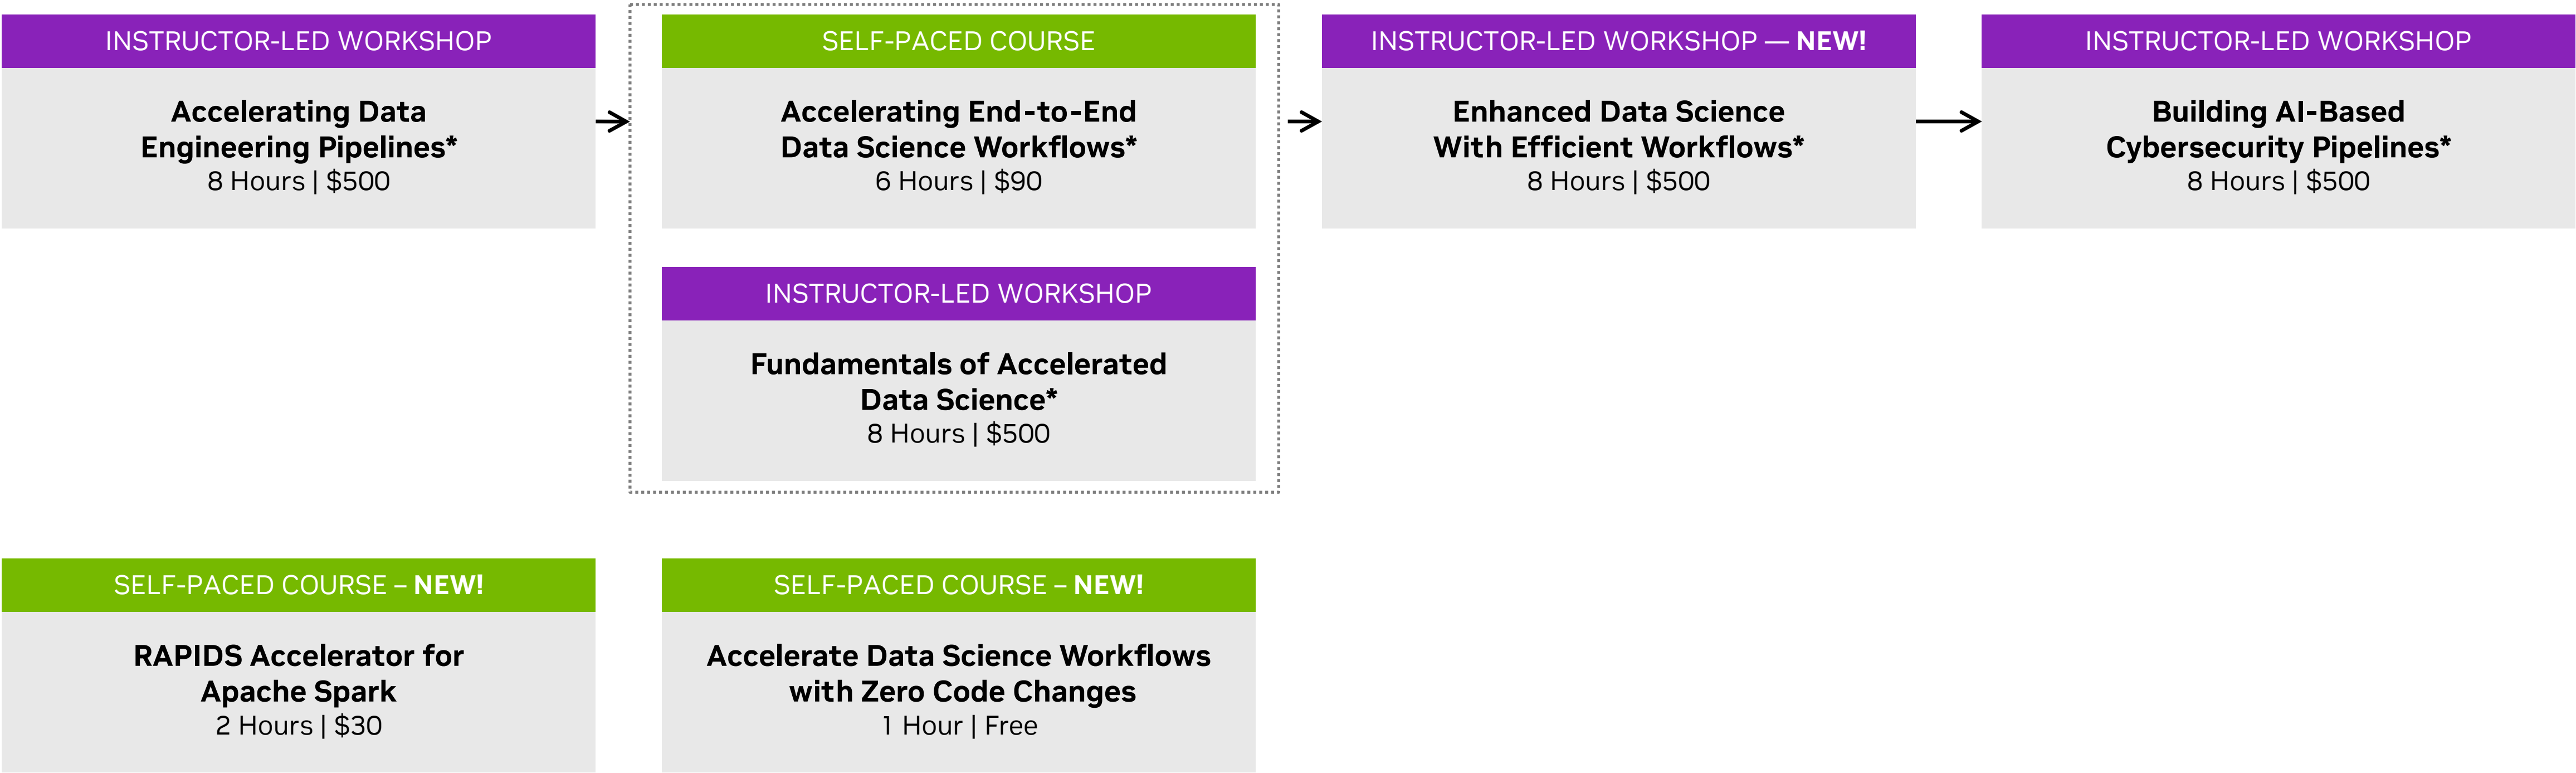 INSTRUCTOR-LED WORKSHOP
Accelerating Data
Engineering Pipelines*
8 Hours | $500
SELF-PACED COURSE
Accelerating End-to-End
Data Science Workflows*
6 Hours | $90
INSTRUCTOR-LED WORKSHOP — NEW!
Enhanced Data Science
With Efficient Workflows*
8 Hours | $500
INSTRUCTOR-LED WORKSHOP
Building AI-Based
Cybersecurity Pipelines*
8 Hours | $500
INSTRUCTOR-LED WORKSHOP
Fundamentals of Accelerated
Data Science*
8 Hours | $500
SELF-PACED COURSE – NEW!
RAPIDS Accelerator for
Apache Spark
2 Hours | $30
SELF-PACED COURSE – NEW!
Accelerate Data Science Workflows
with Zero Code Changes
1 Hour | Free